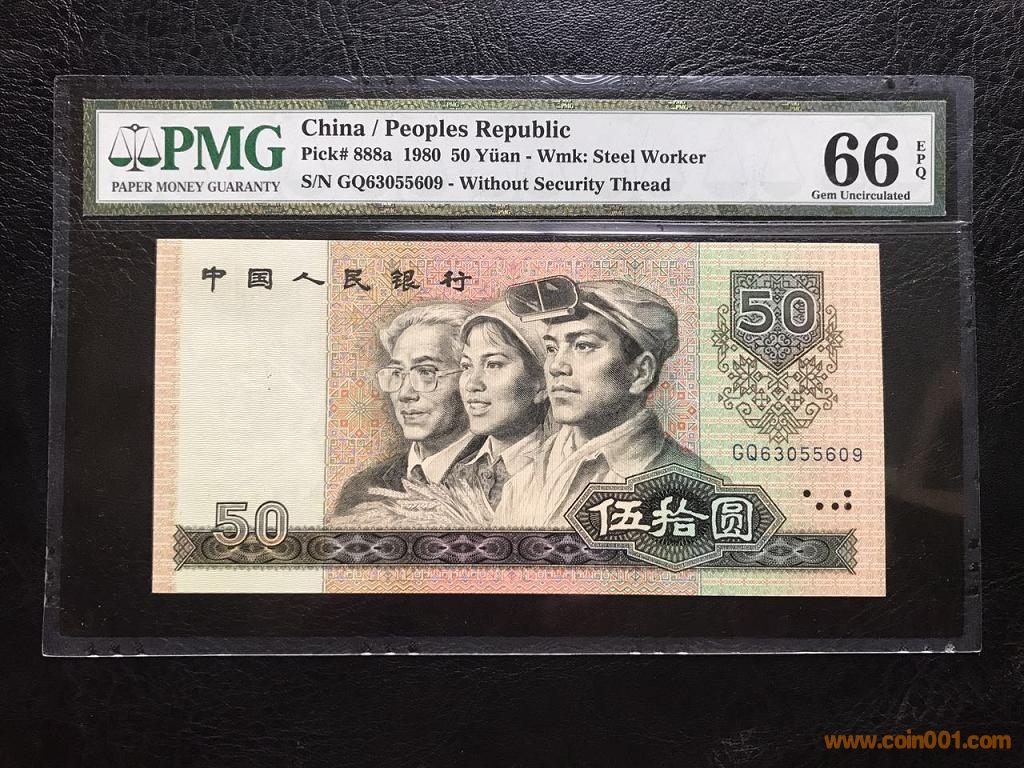 PMG
PAPER MONEY GUARANTY
China / Peoples Republic
Pick# 888a 1980 50 Yüan - Wmk: Steel Worker
S/N GQ63055609 - Without Security Thread
66
EPQ
Gem Uncirculated
中国人民银行
50
GQ63055609
50
伍拾圆
www.coin001.com